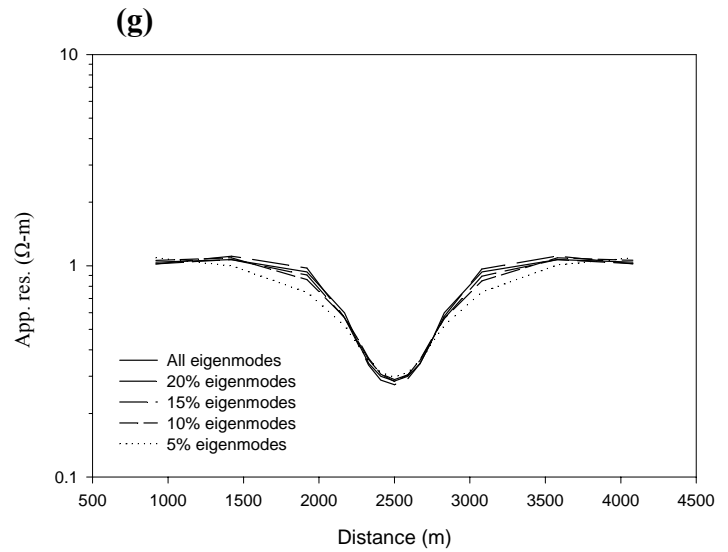 (g)
10
1
0.1
App. res. (Ω-m)
All eigenmodes
20% eigenmodes
15% eigenmodes
10% eigenmodes
5% eigenmodes
500 1000 1500 2000 2500 3000 3500 4000 4500
Distance (m)